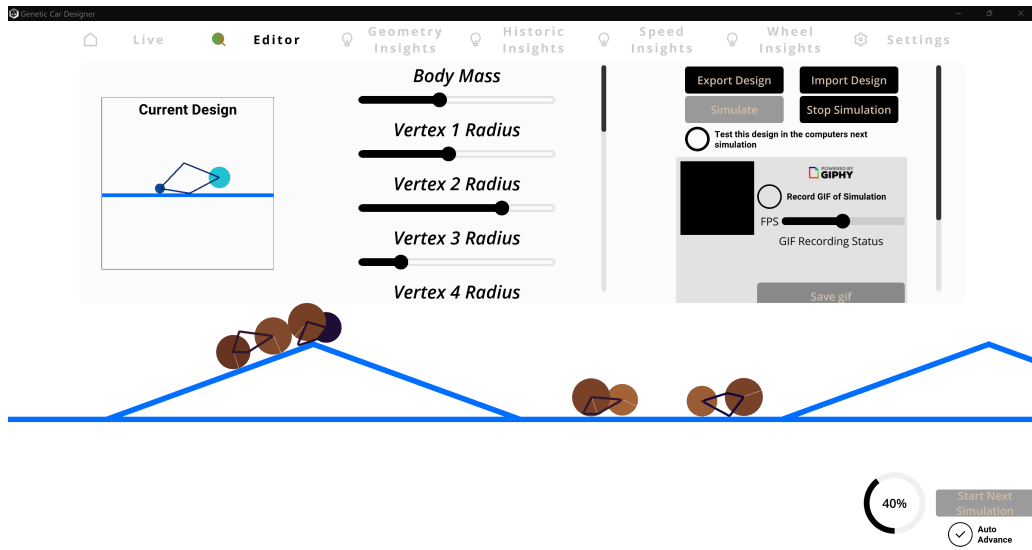 Genetic Car Designer
Live
Editor
Geometry
Insights
Historic
Insights
Speed
Insights
Wheel
Insights
Settings
Current Design
Body Mass
Vertex 1 Radius
Vertex 2 Radius
Vertex 3 Radius
Vertex 4 Radius
Export Design
Import Design
Simulate
Stop Simulation
Test this design in the computers next
simulation
POWERED BY
GIPHY
Record GIF of Simulation
FPS
GIF Recording Status
Save gif
40%
Start Next
Simulation
Auto
Advance